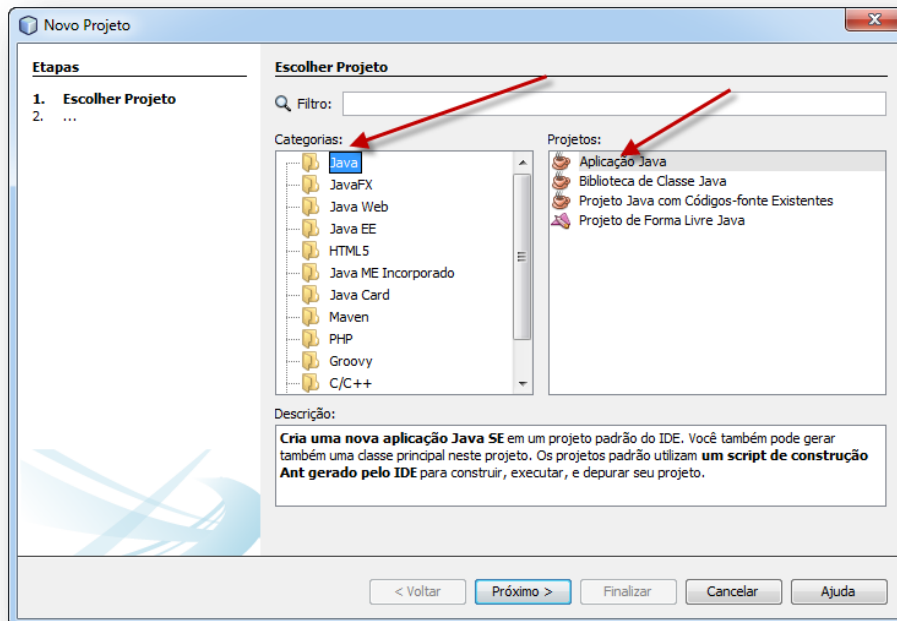 Novo Projeto
Etapas
1. Escolher Projeto
2. ...
Escolher Projeto
Filtro:
Categorias:
Java
JavaFX
Java Web
Java EE
HTML5
Java ME Incorporado
Java Card
Maven
PHP
Groovy
C/C++
Projetos:
Aplicação Java
Biblioteca de Classe Java
Projeto Java com Códigos-fonte Existentes
Projeto de Forma Livre Java
Descrição:
Cria uma nova aplicação Java SE em um projeto padrão do IDE. Você também pode gerar
também uma classe principal neste projeto. Os projetos padrão utilizam um script de construção
Ant gerado pelo IDE para construir, executar, e depurar seu projeto.
< Voltar
Próximo >
Finalizar
Cancelar
Ajuda